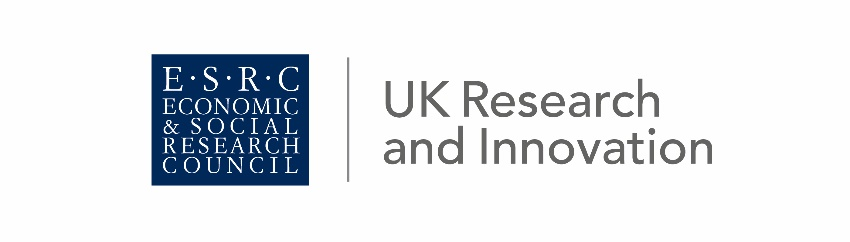 E·S·R·C
ECONOMIC
& SOCIAL
RESEARCH
COUNCIL
UK Research
and Innovation